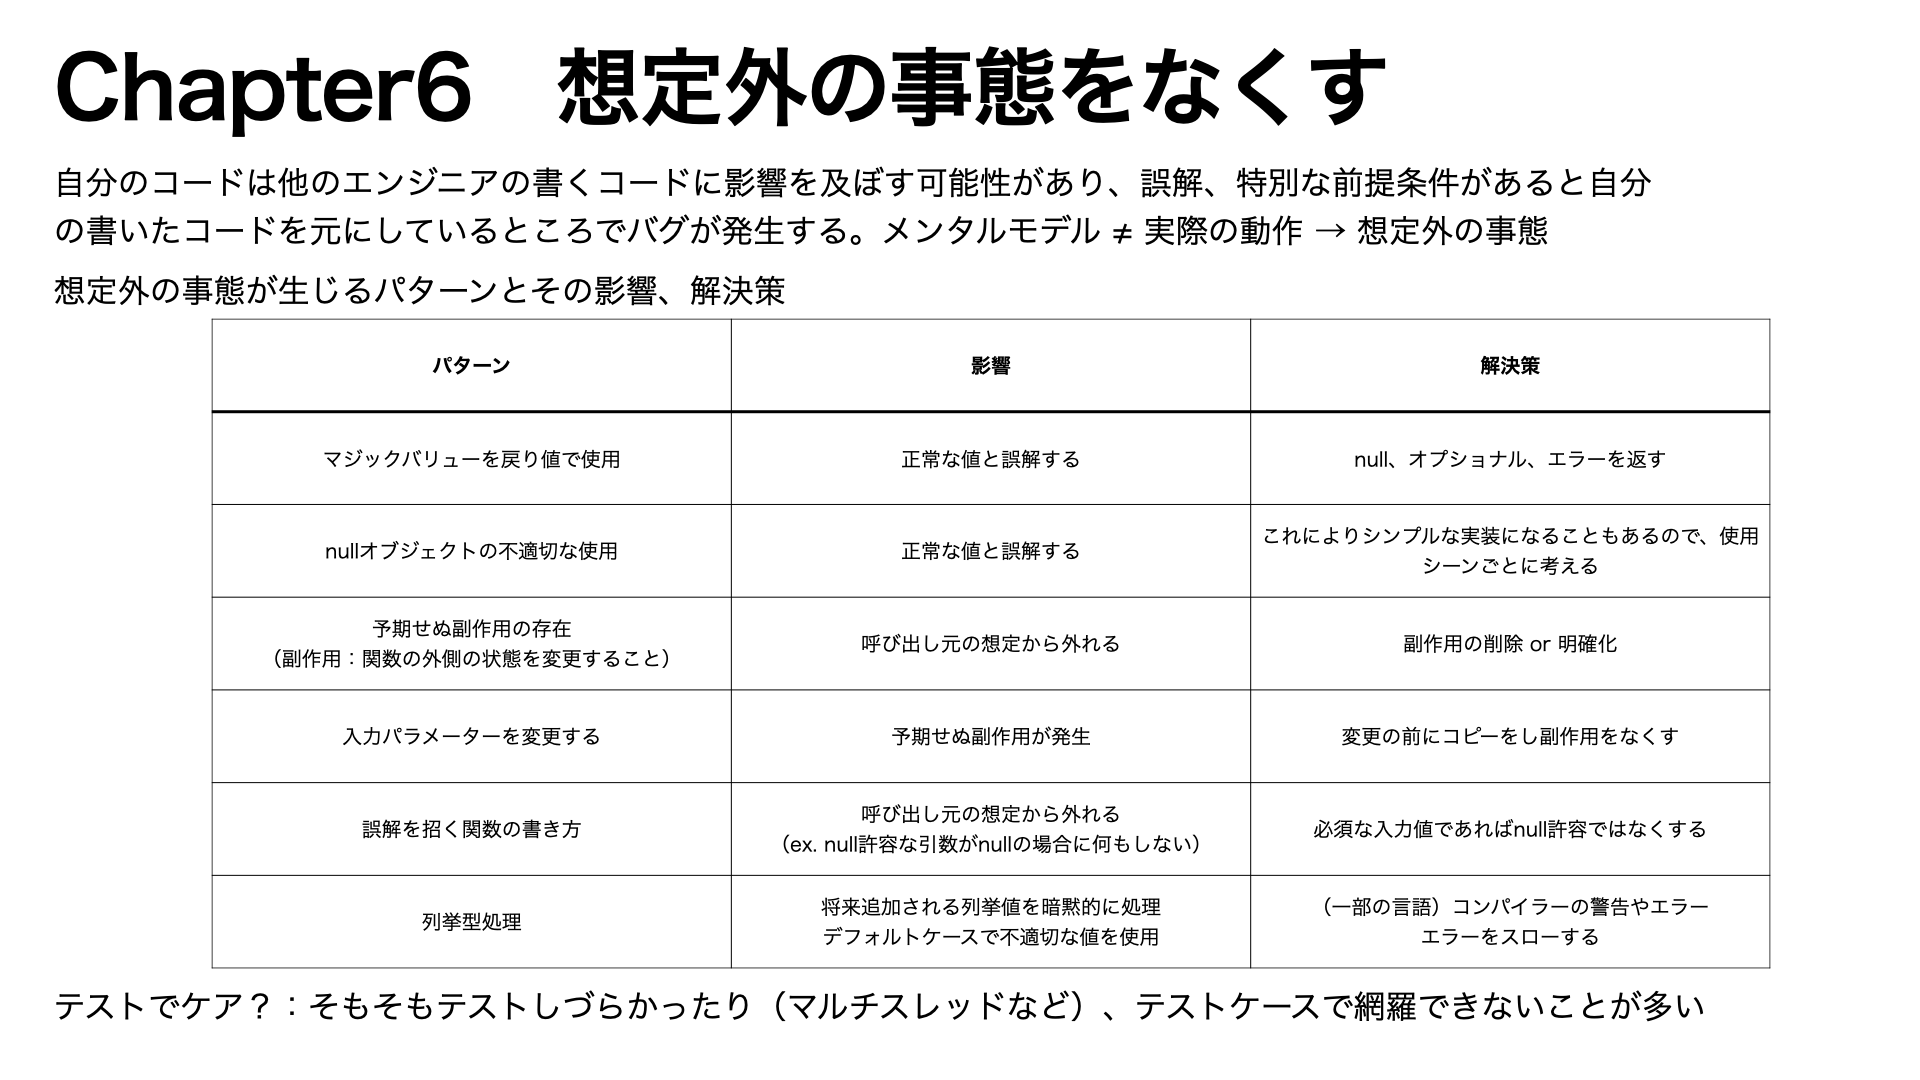 Chapter6　想定外の事態をなくす
自分のコードは他のエンジニアの書くコードに影響を及ぼす可能性があり、誤解、特別な前提条件があると自分
の書いたコードを元にしているところでバグが発生する。メンタルモデル ≠ 実際の動作 → 想定外の事態
想定外の事態が生じるパターンとその影響、解決策
パターン
影響
解決策
マジックバリューを戻り値で使用
正常な値と誤解する
null、オプショナル、エラーを返す
nullオブジェクトの不適切な使用
正常な値と誤解する
これによりシンプルな実装になることもあるので、使用
シーンごとに考える
予期せぬ副作用の存在
（副作用：関数の外側の状態を変更すること）
呼び出し元の想定から外れる
副作用の削除 or 明確化
入力パラメーターを変更する
予期せぬ副作用が発生
変更の前にコピーをし副作用をなくす
誤解を招く関数の書き方
呼び出し元の想定から外れる
（ex. null許容な引数がnullの場合に何もしない）
必須な入力値であればnull許容ではなくする
列挙型処理
将来追加される列挙値を暗黙的に処理
デフォルトケースで不適切な値を使用
（一部の言語）コンパイラーの警告やエラー
エラーをスローする
テストでケア？：そもそもテストしづらかったり（マルチスレッドなど）、テストケースで網羅できないことが多い